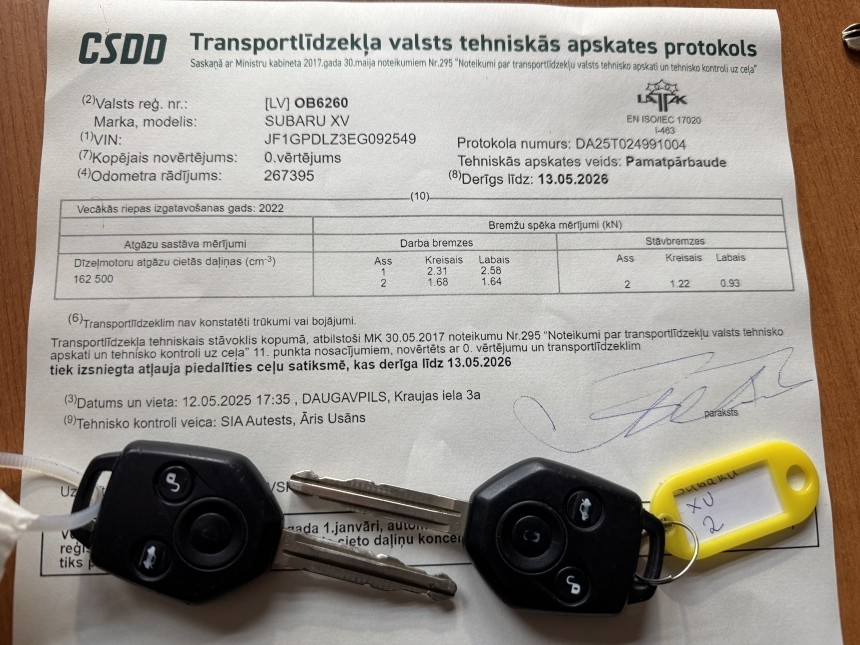 CSDD
Transportlīdzekļa valsts tehniskās apskates protokols
Saskaņā ar Ministru kabineta 2017.gada 30.maija noteikumiem Nr.295 "Noteikumi par transportlīdzekļu valsts tehnisko apskati un tehnisko kontroli uz ceļa"
(2)Valsts reģ. nr.: [LV] OB6260
Marka, modelis: SUBARU XV
(1)VIN: JF1GPDLZ3EG092549
(7)Kopējais novērtējums: 0.vērtējums
(4)Odometra rādījums: 267395
LATAK
EN ISO/IEC 17020
I-463
Protokola numurs: DA25T024991004
Tehniskās apskates veids: Pamatpārbaude
(8)Derīgs līdz: 13.05.2026
(10)
Vecākās riepas izgatavošanas gads: 2022
Bremžu spēka mērījumi (kN)
Atgāzu sastāva mērījumi Darba bremzes Stāvbremzes
Dīzeļmotoru atgāzu cietās daļiņas (cm-3) Ass Kreisais Labais Ass Kreisais Labais
162 500 1 2.31 2.58
2 1.68 1.64 2 1.22 0.93
(6)Transportlīdzeklim nav konstatēti trūkumi vai bojājumi.
Transportlīdzekļa tehniskais stāvoklis kopumā, atbilstoši MK 30.05.2017 noteikumu Nr.295 "Noteikumi par transportlīdzekļu valsts tehnisko
apskati un tehnisko kontroli uz ceļa" 11. punkta nosacījumiem, novērtēts ar 0. vērtējumu un transportlīdzeklim
tiek izsniegta atļauja piedalīties ceļu satiksmē, kas derīga līdz 13.05.2026
(3)Datums un vieta: 12.05.2025 17:35 , DAUGAVPILS, Kraujas iela 3a
(9)Tehnisko kontroli veica: SIA Autests, Āris Usāns
paraksts
gada 1.janvāri,
cieto daļiņu
tiks
Subaru
XV
2